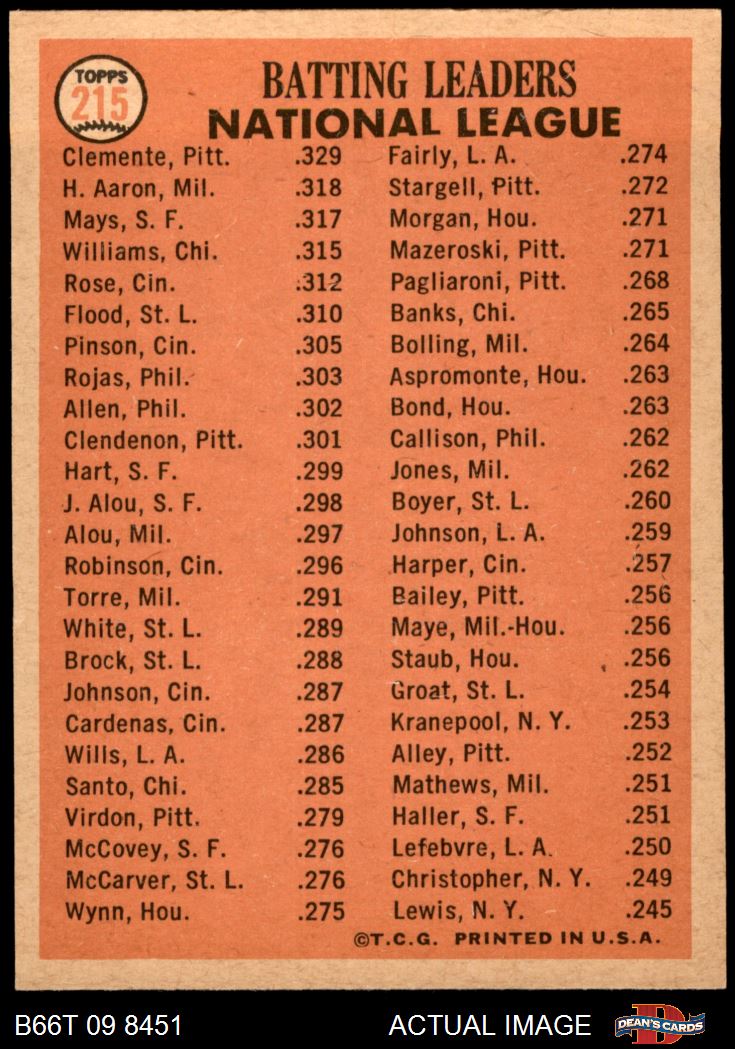 TOPPS
215
BATTING LEADERS
NATIONAL LEAGUE
Clemente, Pitt. .329
H. Aaron, Mil. .318
Mays, S. F. .317
Williams, Chi. .315
Rose, Cin. .312
Flood, St. L. .310
Pinson, Cin. .305
Rojas, Phil. .303
Allen, Phil. .302
Clendenon, Pitt. .301
Hart, S. F. .299
J. Alou, S. F. .298
Alou, Mil. .297
Robinson, Cin. .296
Torre, Mil. .291
White, St. L. .289
Brock, St. L. .288
Johnson, Cin. .287
Cardenas, Cin. .287
Wills, L. A. .286
Santo, Chi. .285
Virdon, Pitt. .279
McCovey, S. F. .276
McCarver, St. L. .276
Wynn, Hou. .275
Fairly, L. A. .274
Stargell, Pitt. .272
Morgan, Hou. .271
Mazeroski, Pitt. .271
Pagliaroni, Pitt. .268
Banks, Chi. .265
Bolling, Mil. .264
Aspromonte, Hou. .263
Bond, Hou. .263
Callison, Phil. .262
Jones, Mil. .262
Boyer, St. L. .260
Johnson, L. A. .259
Harper, Cin. .257
Bailey, Pitt. .256
Maye, Mil.-Hou. .256
Staub, Hou. .256
Groat, St. L. .254
Kranepool, N. Y. .253
Alley, Pitt. .252
Mathews, Mil. .251
Haller, S. F. .251
Lefebvre, L. A. .250
Christopher, N. Y. .249
Lewis, N. Y. .245
©T.C.G. PRINTED IN U.S.A.
B66T 09 8451 ACTUAL IMAGE
D
DEAN'S CARDS